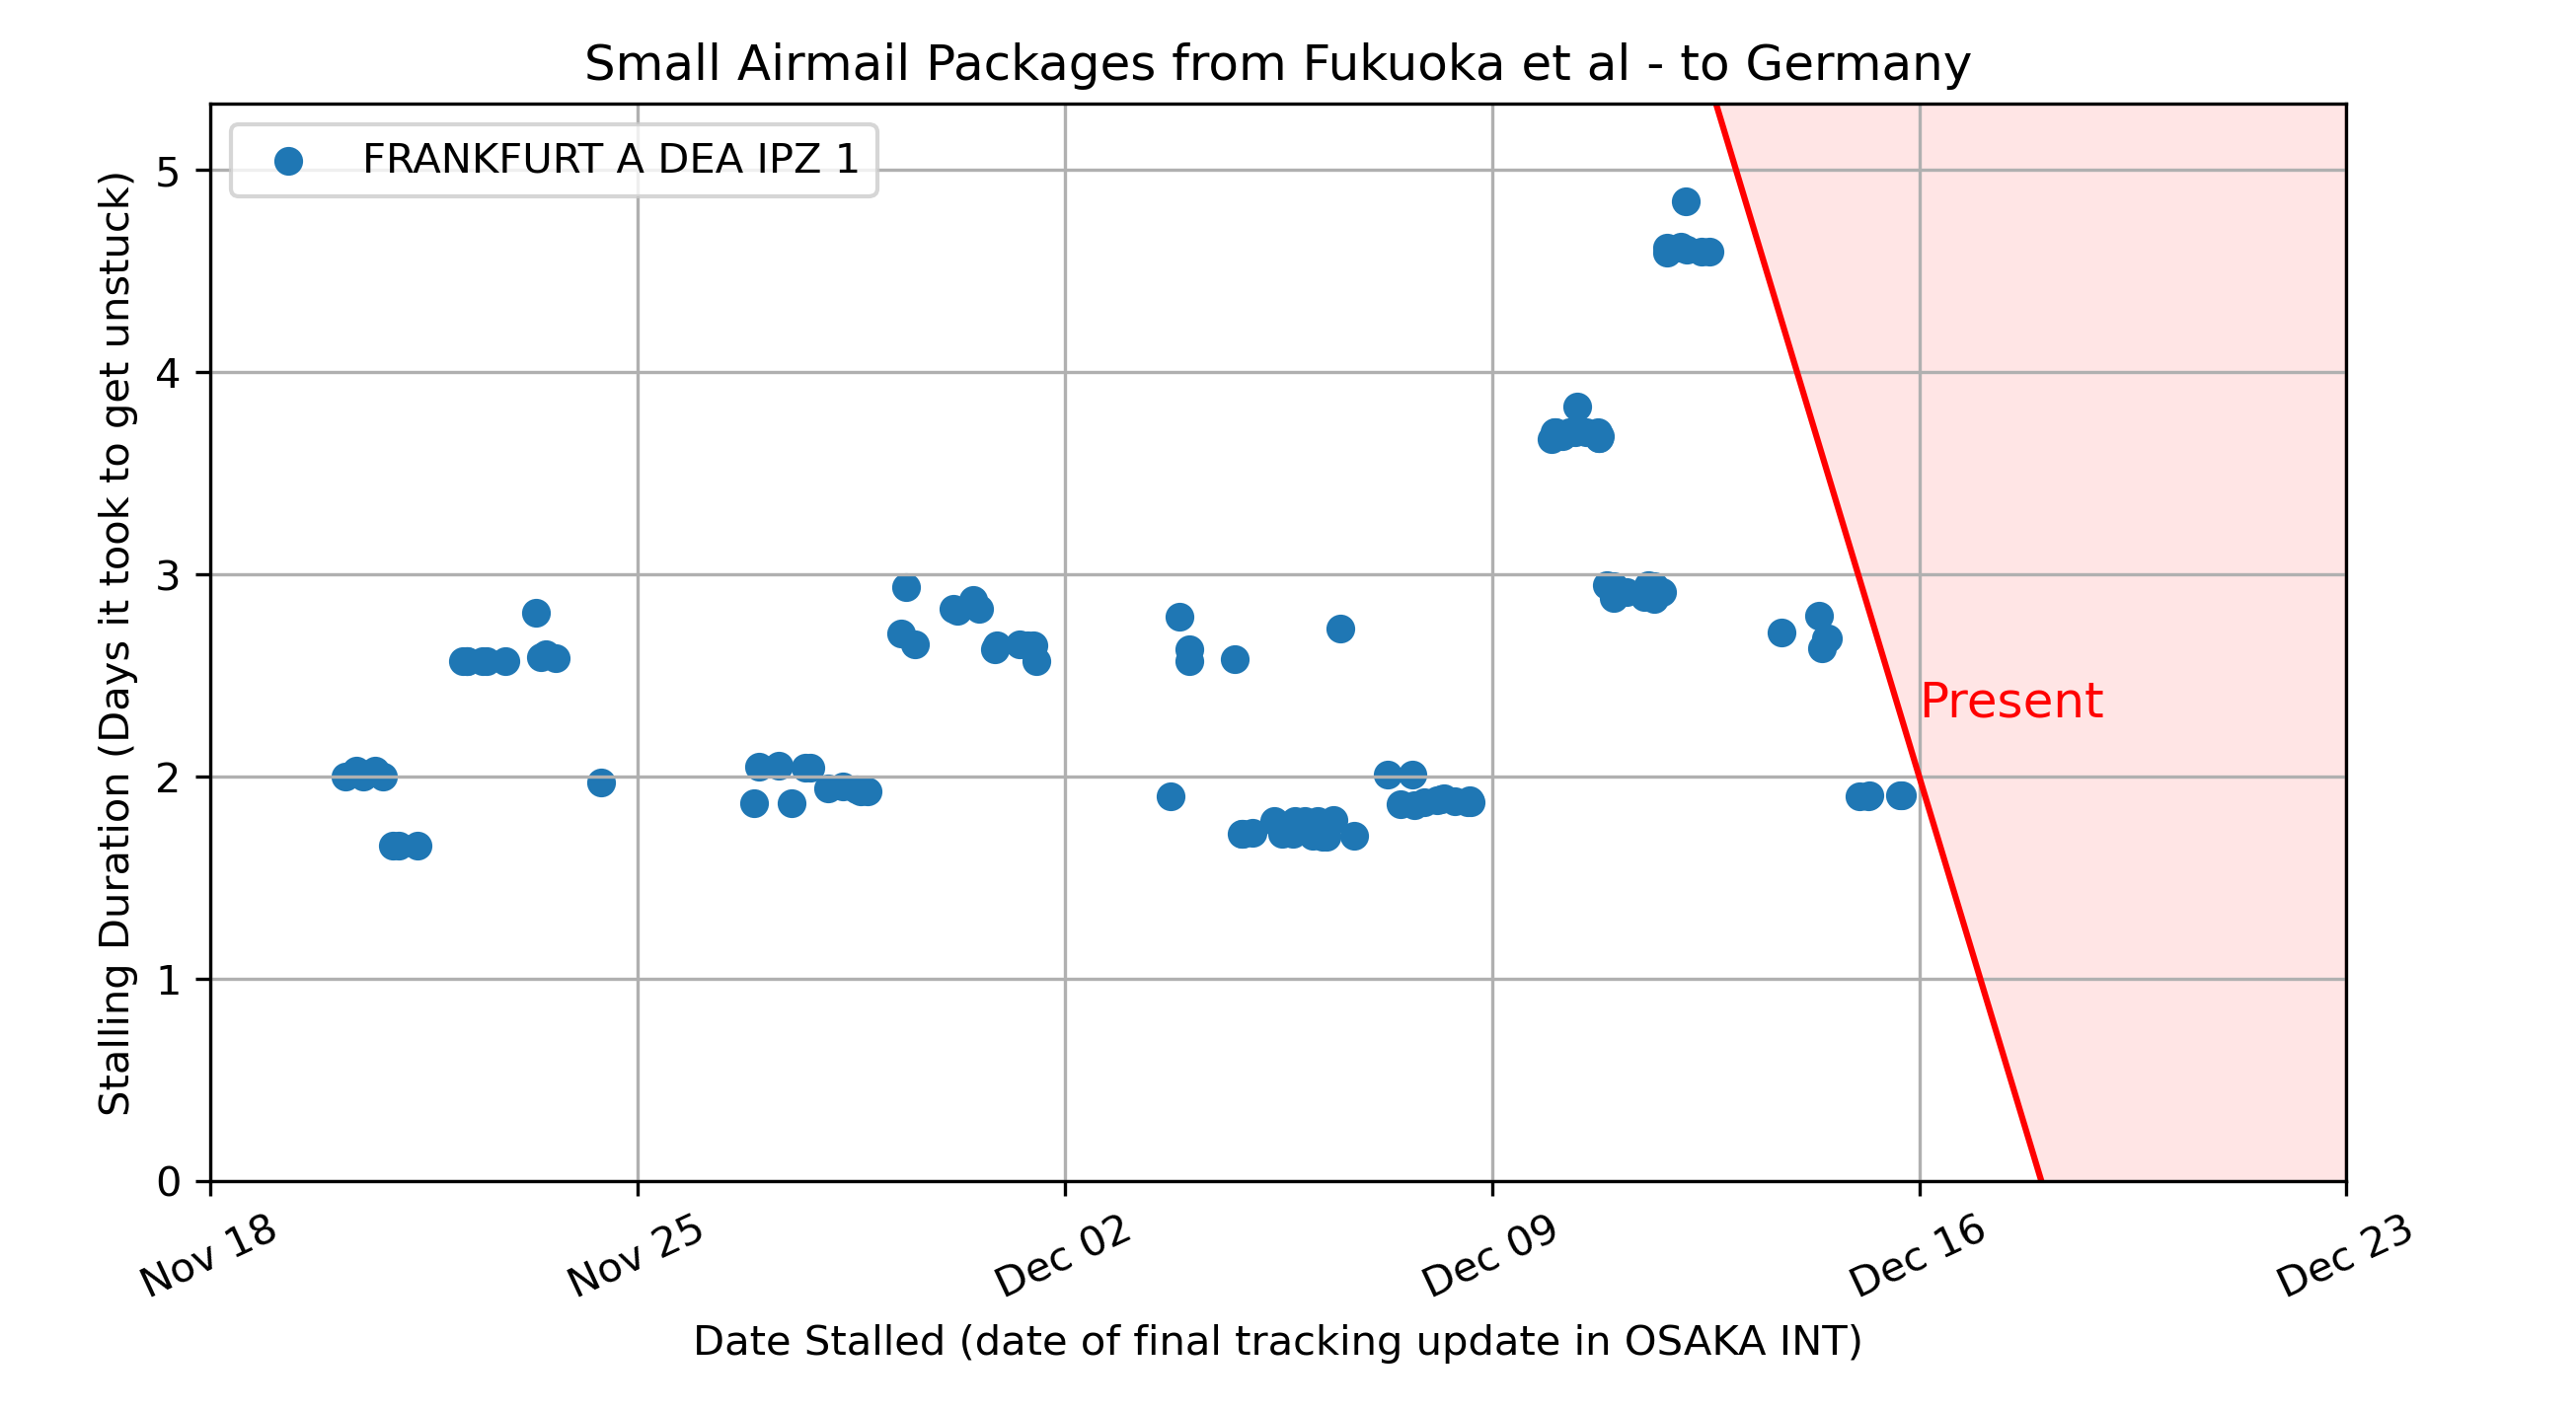 Small Airmail Packages from Fukuoka et al - to Germany
FRANKFURT A DEA IPZ 1
Stalling Duration (Days it took to get unstuck)
5
4
3
2
1
0
Present
Nov 18
Nov 25
Dec 02
Dec 09
Dec 16
Dec 23
Date Stalled (date of final tracking update in OSAKA INT)